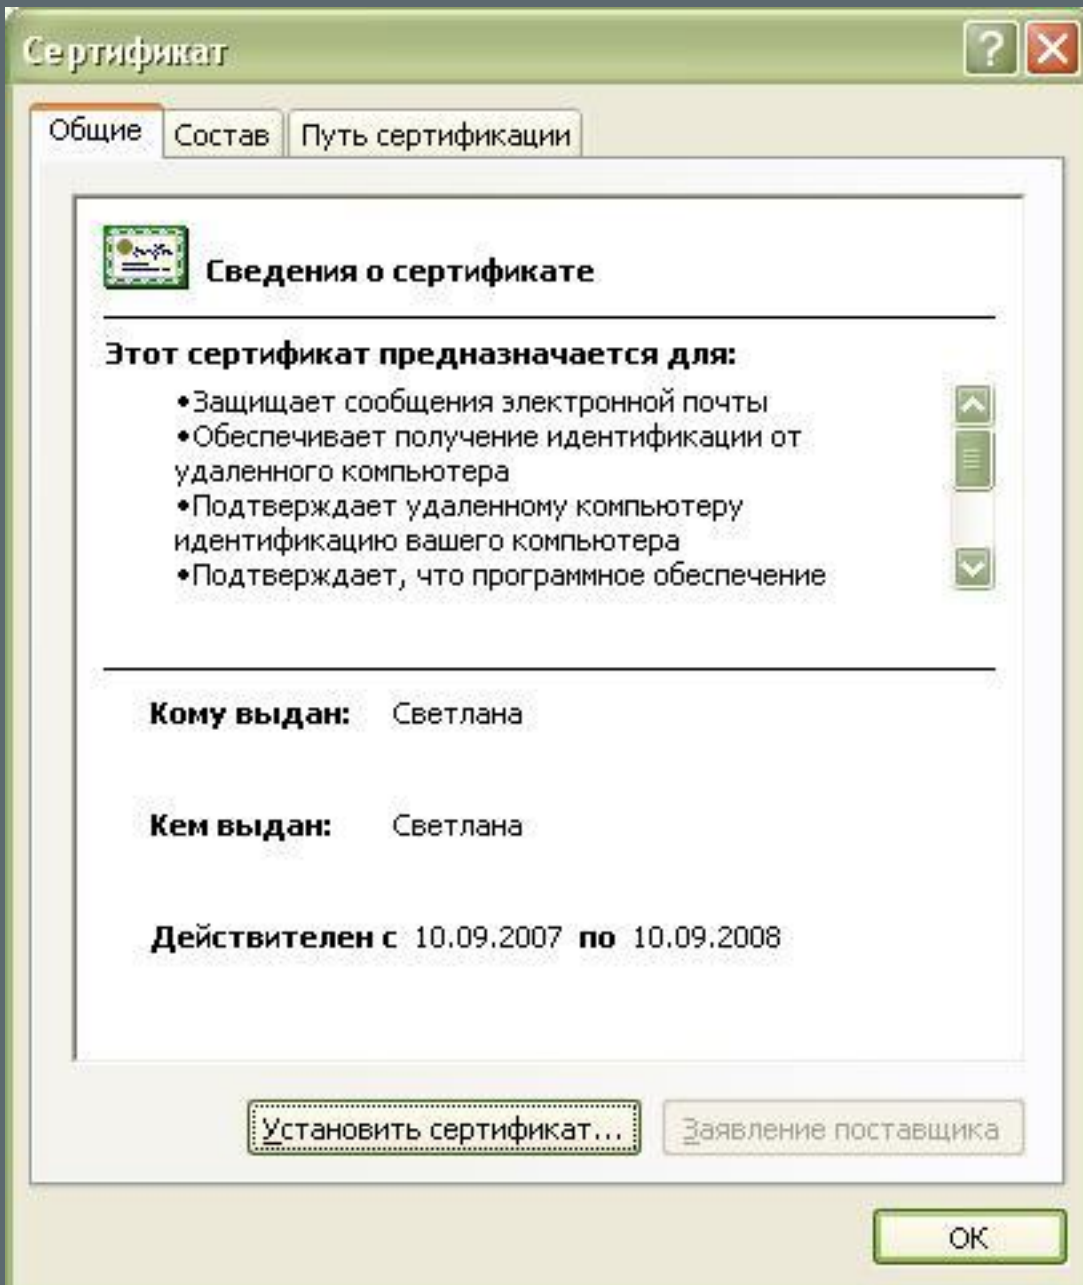 Сертификат
Общие Состав Путь сертификации
Сведения о сертификате
Этот сертификат предназначается для:
•Защищает сообщения электронной почты
•Обеспечивает получение идентификации от
удаленного компьютера
•Подтверждает удаленному компьютеру
идентификацию вашего компьютера
•Подтверждает, что программное обеспечение
Кому выдан: Светлана
Кем выдан: Светлана
Действителен с 10.09.2007 по 10.09.2008
Установить сертификат... Заявление поставщика
ОК